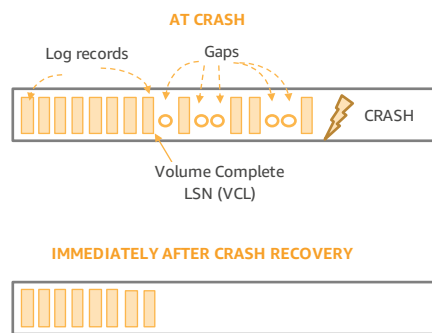 AT CRASH
Log records
Gaps
CRASH
Volume Complete
LSN (VCL)
IMMEDIATELY AFTER CRASH RECOVERY